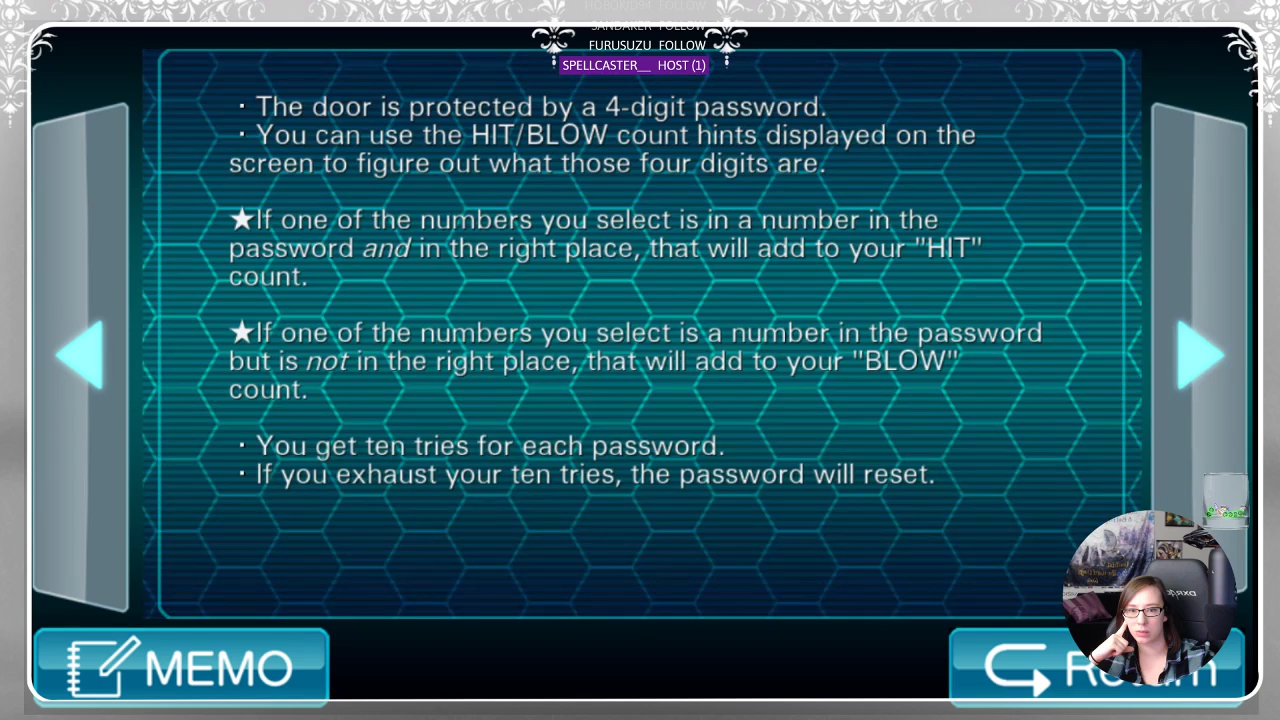 SANDAKER FOLLOW
FURUSUZU FOLLOW
SPELLCASTER__ HOST (1)
· The door is protected by a 4-digit password.
· You can use the HIT/BLOW count hints displayed on the
screen to figure out what those four digits are.
★If one of the numbers you select is in a number in the
password and in the right place, that will add to your "HIT"
count.
★If one of the numbers you select is a number in the password
but is not in the right place, that will add to your "BLOW"
count.
· You get ten tries for each password.
· If you exhaust your ten tries, the password will reset.
MEMO
Return
DXRACER